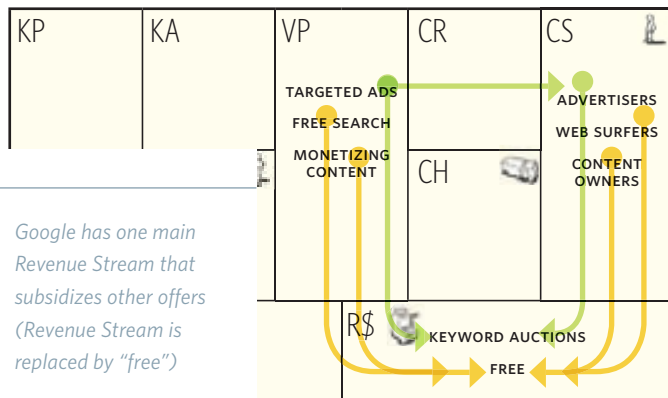 KP
KA
VP
CR
CS
TARGETED ADS
FREE SEARCH
MONETIZING
CONTENT
ADVERTISERS
WEB SURFERS
CONTENT
OWNERS
CH
Google has one main
Revenue Stream that
subsidizes other offers
(Revenue Stream is
replaced by “free”)
R$
KEYWORD AUCTIONS
FREE